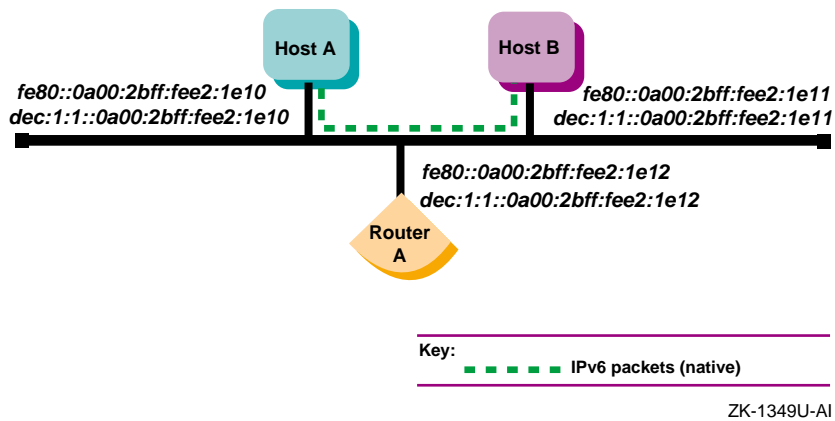 Host A
Host B
fe80::0a00:2bff:fee2:1e10
dec:1:1::0a00:2bff:fee2:1e10
fe80::0a00:2bff:fee2:1e11
dec:1:1::0a00:2bff:fee2:1e11
fe80::0a00:2bff:fee2:1e12
dec:1:1::0a00:2bff:fee2:1e12
Router
A
Key:
IPv6 packets (native)
ZK-1349U-AI